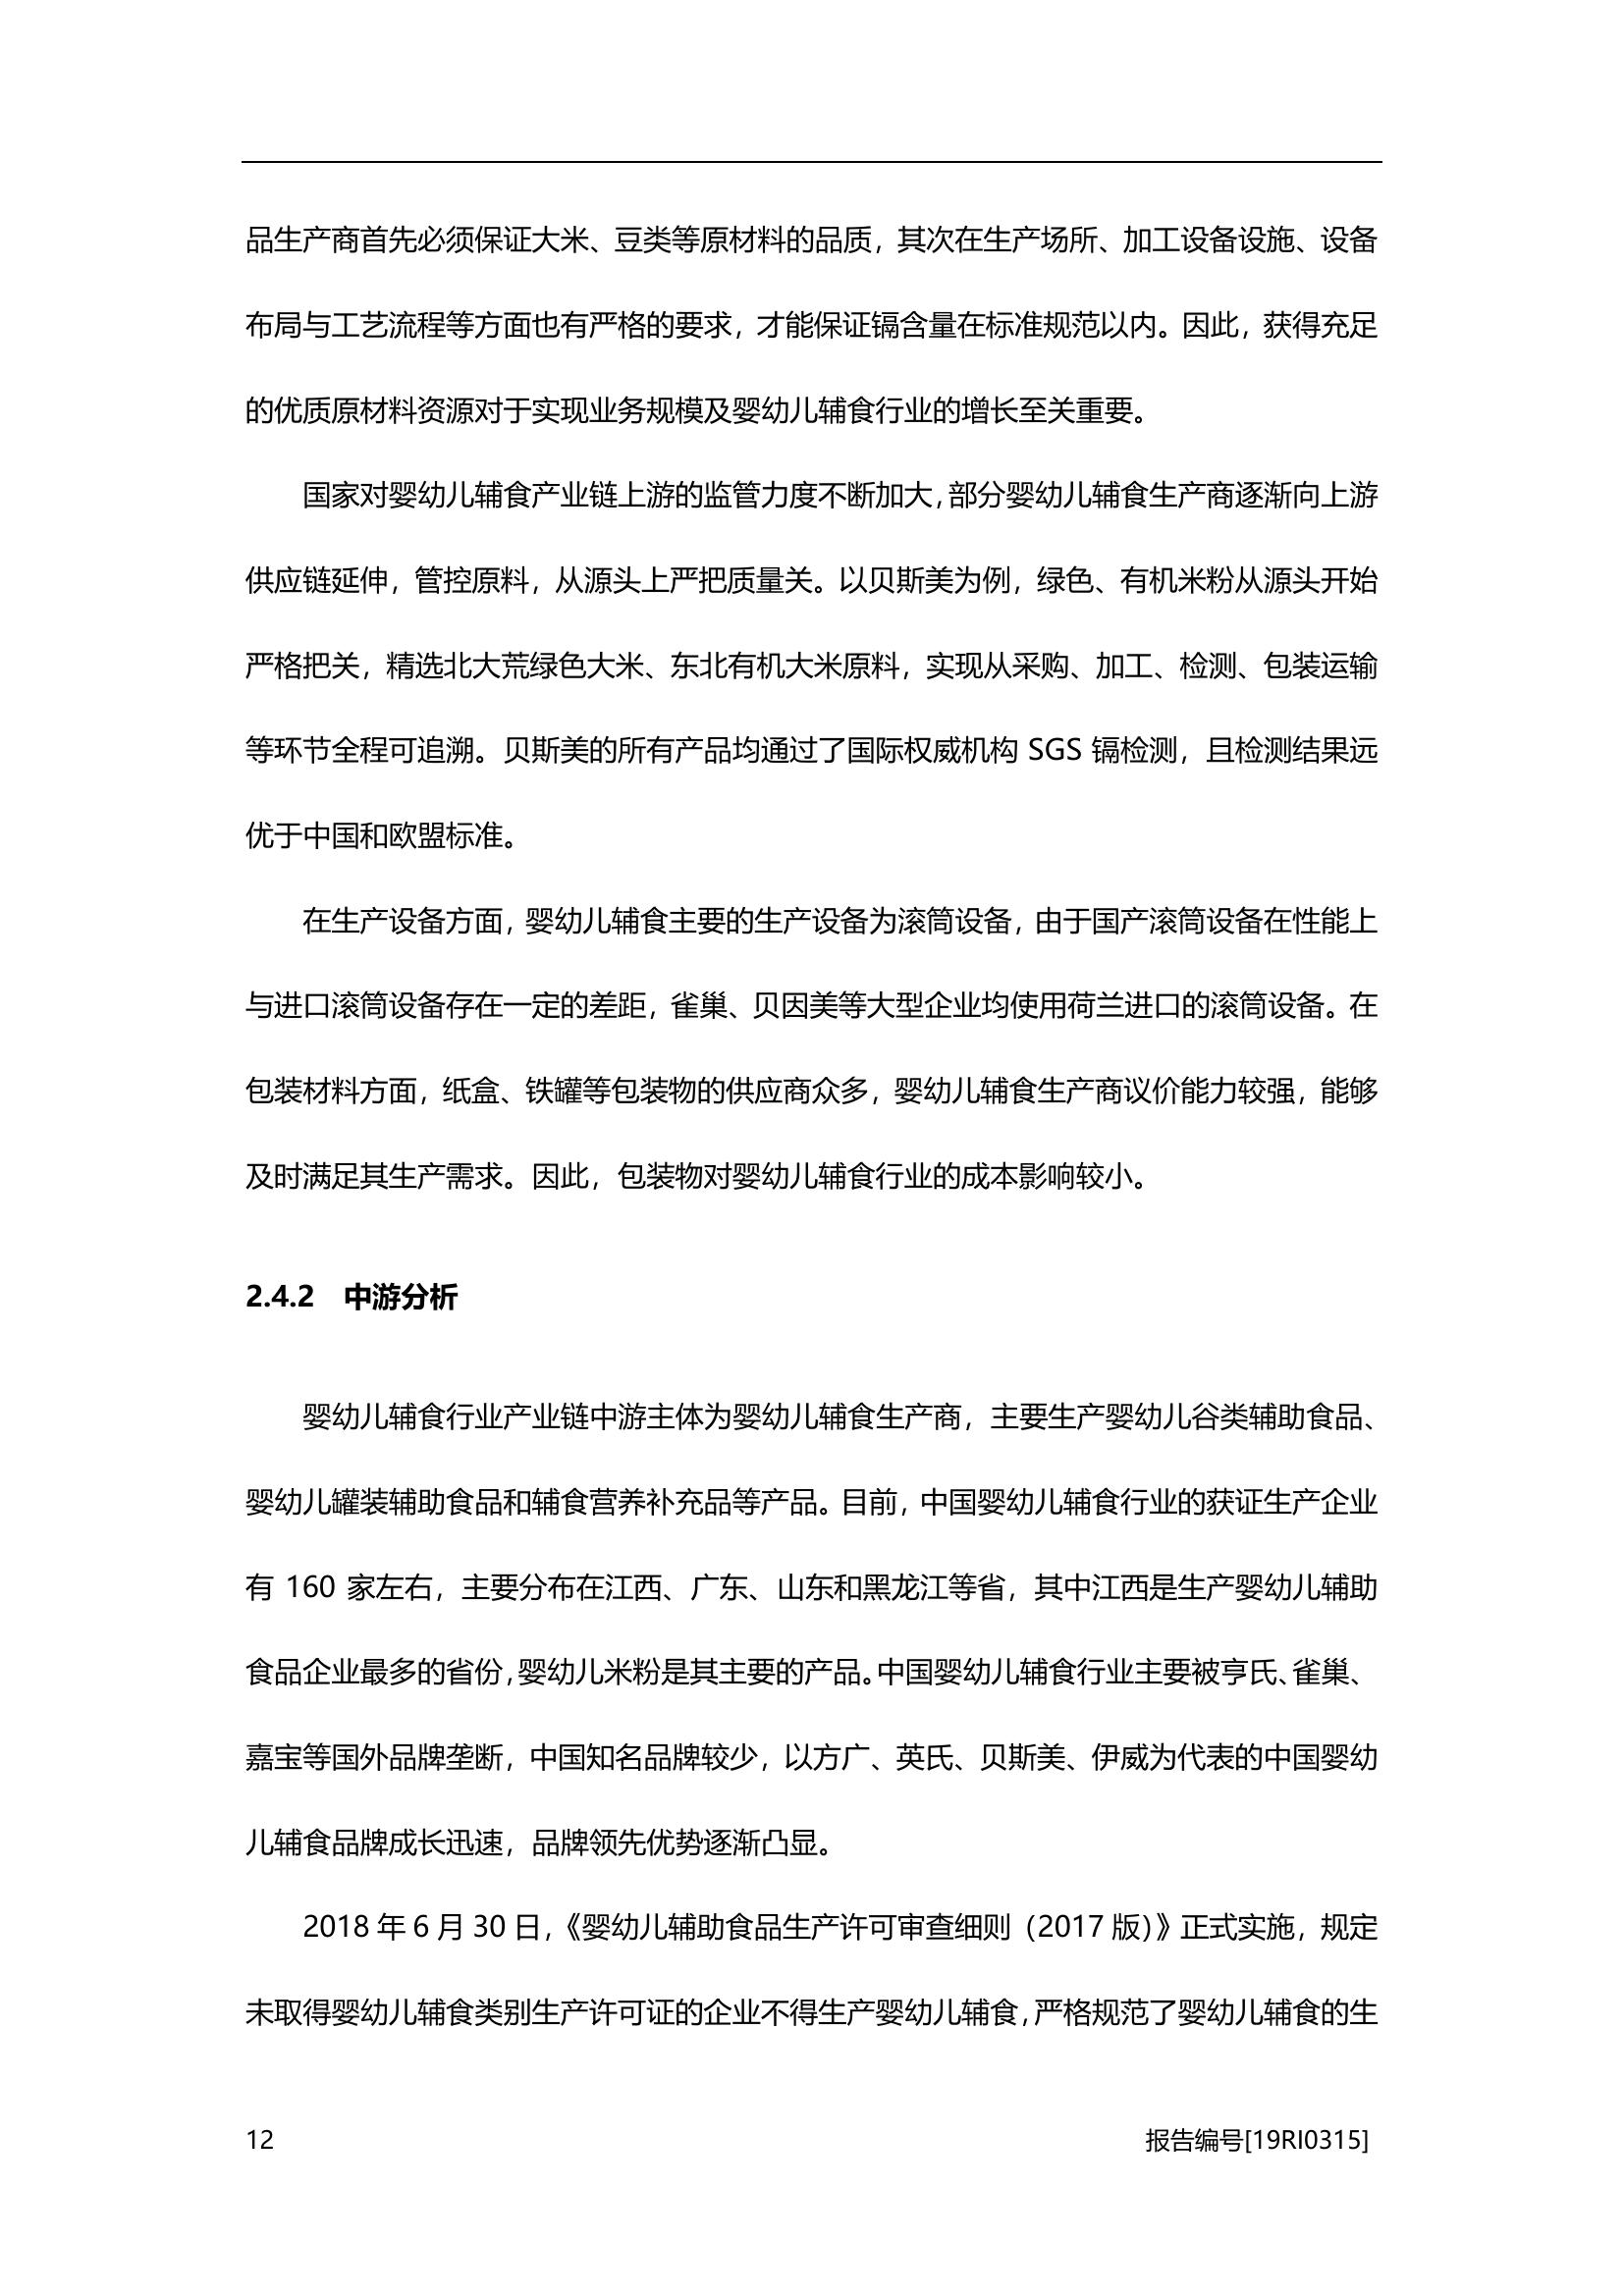 品生产商首先必须保证大米、豆类等原材料的品质，其次在生产场所、加工设备设施、设备
布局与工艺流程等方面也有严格的要求，才能保证镉含量在标准规范以内。因此，获得充足
的优质原材料资源对于实现业务规模及婴幼儿辅食行业的增长至关重要。
国家对婴幼儿辅食产业链上游的监管力度不断加大，部分婴幼儿辅食生产商逐渐向上游
供应链延伸，管控原料，从源头上严把质量关。以贝斯美为例，绿色、有机米粉从源头开始
严格把关，精选北大荒绿色大米、东北有机大米原料，实现从采购、加工、检测、包装运输
等环节全程可追溯。贝斯美的所有产品均通过了国际权威机构 SGS 镉检测，且检测结果远
优于中国和欧盟标准。
在生产设备方面，婴幼儿辅食主要的生产设备为滚筒设备，由于国产滚筒设备在性能上
与进口滚筒设备存在一定的差距，雀巢、贝因美等大型企业均使用荷兰进口的滚筒设备。在
包装材料方面，纸盒、铁罐等包装物的供应商众多，婴幼儿辅食生产商议价能力较强，能够
及时满足其生产需求。因此，包装物对婴幼儿辅食行业的成本影响较小。
2.4.2 中游分析
婴幼儿辅食行业产业链中游主体为婴幼儿辅食生产商，主要生产婴幼儿谷类辅助食品、
婴幼儿罐装辅助食品和辅食营养补充品等产品。目前，中国婴幼儿辅食行业的获证生产企业
有 160 家左右，主要分布在江西、广东、山东和黑龙江等省，其中江西是生产婴幼儿辅助
食品企业最多的省份，婴幼儿米粉是其主要的产品。中国婴幼儿辅食行业主要被亨氏、雀巢、
嘉宝等国外品牌垄断，中国知名品牌较少，以方广、英氏、贝斯美、伊威为代表的中国婴幼
儿辅食品牌成长迅速，品牌领先优势逐渐凸显。
2018 年 6 月 30 日，《婴幼儿辅助食品生产许可审查细则（2017 版）》正式实施，规定
未取得婴幼儿辅食类别生产许可证的企业不得生产婴幼儿辅食，严格规范了婴幼儿辅食的生
12
报告编号[19RI0315]